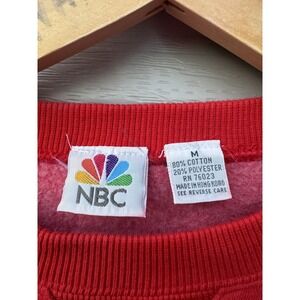 NBC
M
80% COTTON
20% POLYESTER
RN 76023
MADE IN HONG KONG
SEE REVERSE CARE